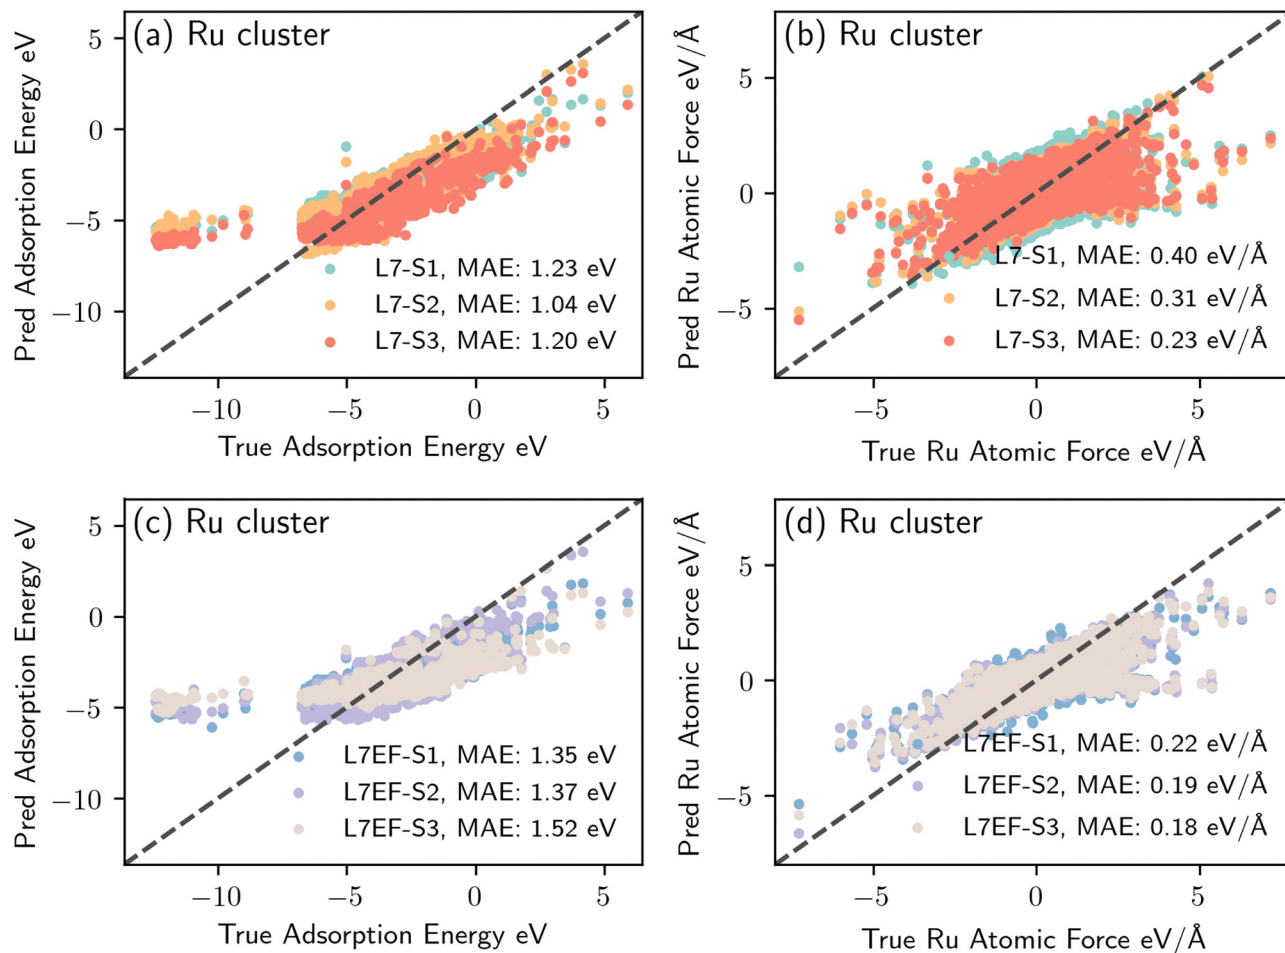 (a) Ru cluster
Pred Adsorption Energy eV
5
0
−5
−10
L7-S1, MAE: 1.23 eV
L7-S2, MAE: 1.04 eV
L7-S3, MAE: 1.20 eV
−10 −5 0 5
True Adsorption Energy eV
(b) Ru cluster
Pred Ru Atomic Force eV/Å
5
0
−5
L7-S1, MAE: 0.40 eV/Å
L7-S2, MAE: 0.31 eV/Å
L7-S3, MAE: 0.23 eV/Å
−5 0 5
True Ru Atomic Force eV/Å
(c) Ru cluster
Pred Adsorption Energy eV
5
0
−5
−10
L7EF-S1, MAE: 1.35 eV
L7EF-S2, MAE: 1.37 eV
L7EF-S3, MAE: 1.52 eV
−10 −5 0 5
True Adsorption Energy eV
(d) Ru cluster
Pred Ru Atomic Force eV/Å
5
0
−5
L7EF-S1, MAE: 0.22 eV/Å
L7EF-S2, MAE: 0.19 eV/Å
L7EF-S3, MAE: 0.18 eV/Å
−5 0 5
True Ru Atomic Force eV/Å